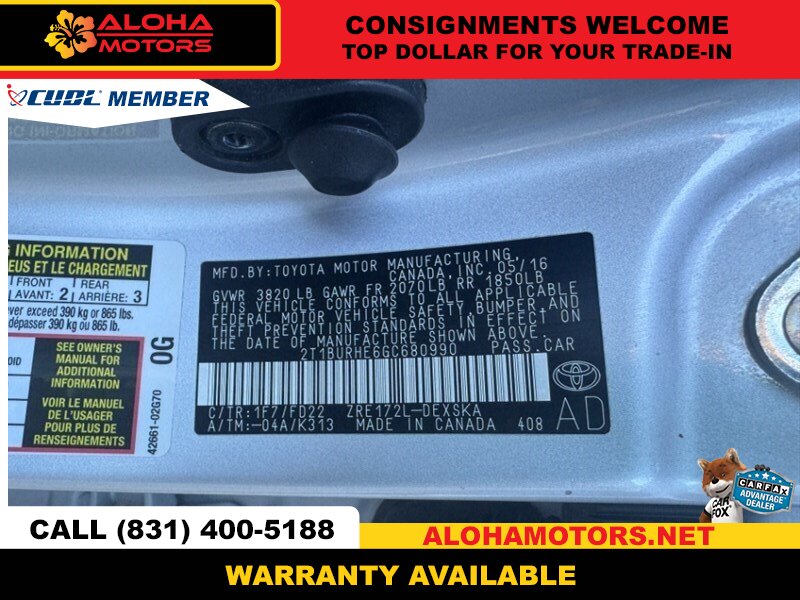 ALOHA
MOTORS
CONSIGNMENTS WELCOME
TOP DOLLAR FOR YOUR TRADE-IN
CUDL MEMBER
G INFORMATION
EUS ET LE CHARGEMENT
FRONT
REAR
AVANT: 2
ARRIÈRE: 3
ver exceed 390 kg or 865 lbs.
dépasser 390 kg ou 865 lb.
SEE OWNER'S
MANUAL FOR
ADDITIONAL
INFORMATION
VOIR LE MANUEL
DE L'USAGER
POUR PLUS DE
0G
42661-02G70
MFD.BY:TOYOTA MOTOR MANUFACTURING,
CANADA, INC. 05/16
GVWR 3820 LB GAWR FR 2070LB RR 1850LB
THIS VEHICLE CONFORMS TO ALL APPLICABLE
FEDERAL MOTOR VEHICLE SAFETY, BUMPER, AND
THEFT PREVENTION STANDARDS IN EFFECT ON
THE DATE OF MANUFACTURE SHOWN ABOVE.
2T1BURHE6GC680990 PASS.CAR
C/TR:1F7/FD22 ZRE172L-DEXSKA
A/TM:-04A/K313 MADE IN CANADA 408
TOYOTA
AD
CAR
FOX
CARFAX
ADVANTAGE
DEALER
CALL (831) 400-5188
ALOHAMOTORS.NET
WARRANTY AVAILABLE